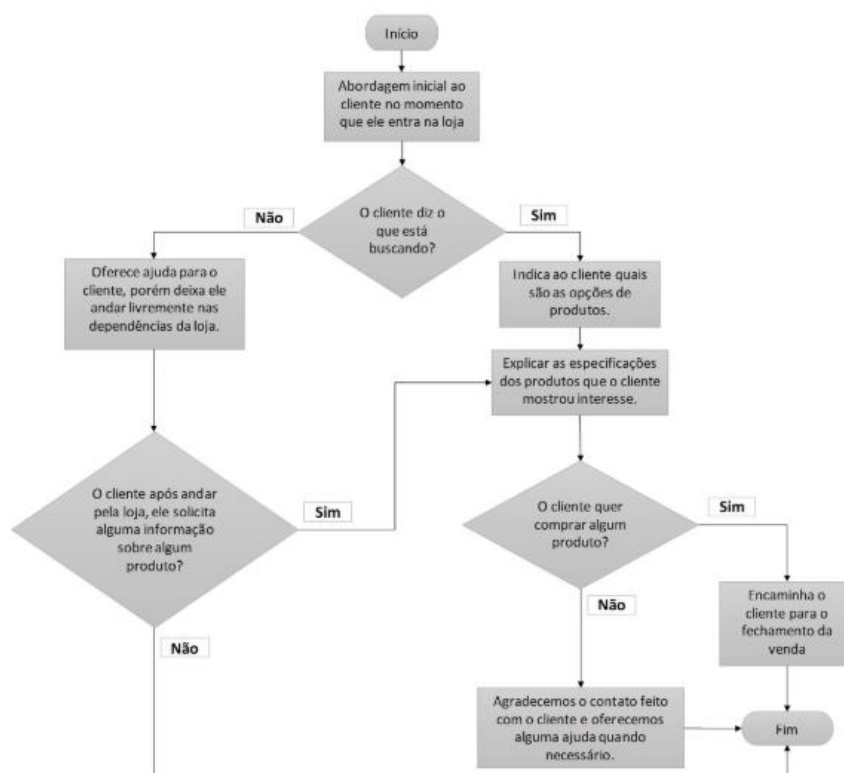 Início
Abordagem inicial ao
cliente no momento
que ele entra na loja
O cliente diz o
que está
buscando?
Não
Sim
Oferece ajuda para o
cliente, porém deixa ele
andar livremente nas
dependências da loja.
Indica ao cliente quais
são as opções de
produtos.
Explicar as especificações
dos produtos que o cliente
mostrou interesse.
O cliente após andar
pela loja, ele solicita
alguma informação
sobre algum
produto?
Sim
Não
O cliente quer
comprar algum
produto?
Sim
Não
Encaminha o
cliente para o
fechamento da
venda
Agradecemos o contato feito
com o cliente e oferecemos
alguma ajuda quando
necessário.
Fim